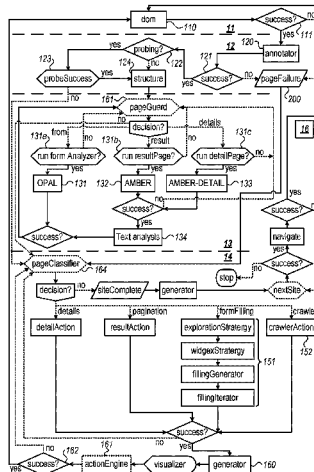 dom
110
success?
no
yes
111
11
12
120
annotator
probing?
yes
123
122
121
no
probeSuccess
124
structure
success?
yes
no
pageFailure
200
161
pageGuard
no
16
decision?
131a
from
131b
result
details
131c
run form Analyzer?
run resultPage?
run detailPage?
no
yes
yes
yes
OPAL
131
132
AMBER
AMBER-DETAIL
133
success?
no
yes
yes
success?
Text analysis
134
navigate
13
14
yes
pageClassifier
164
stop
no
success?
decision?
no
siteComplete
generator
nextSite
details
pagination
formFilling
crawler
detailAction
resultAction
explorationStratergy
crawlerAction
152
widgexStratergy
151
fillingGenerator
fillingIterator
success?
no
yes
no
162
161
success?
actionEngine
visualizer
generator
160
yes